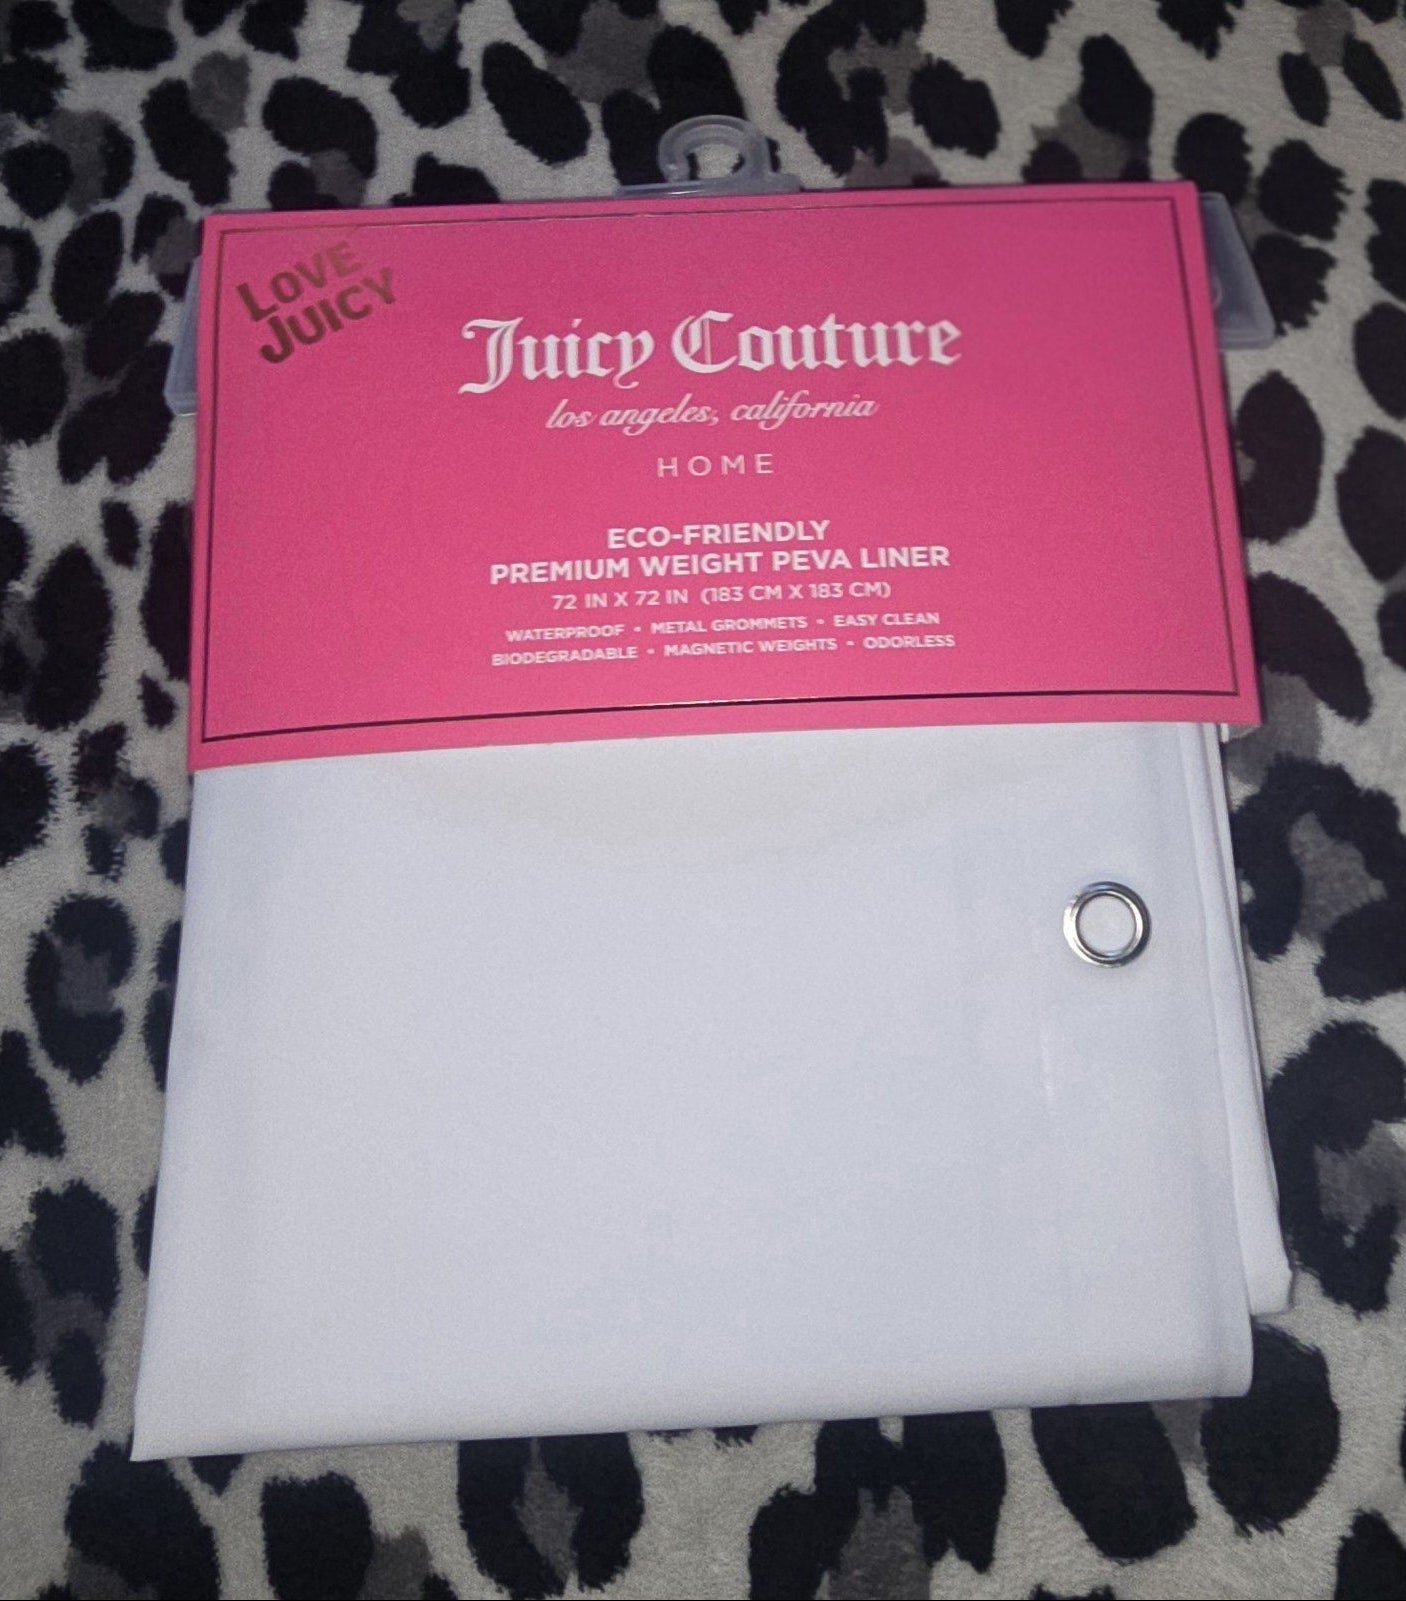 LOVE
JUICY
Juicy Couture
los angeles, california
HOME
ECO-FRIENDLY
PREMIUM WEIGHT PEVA LINER
72 IN X 72 IN (183 CM X 183 CM)
WATERPROOF • METAL GROMMETS • EASY CLEAN
BIODEGRADABLE • MAGNETIC WEIGHTS • ODORLESS